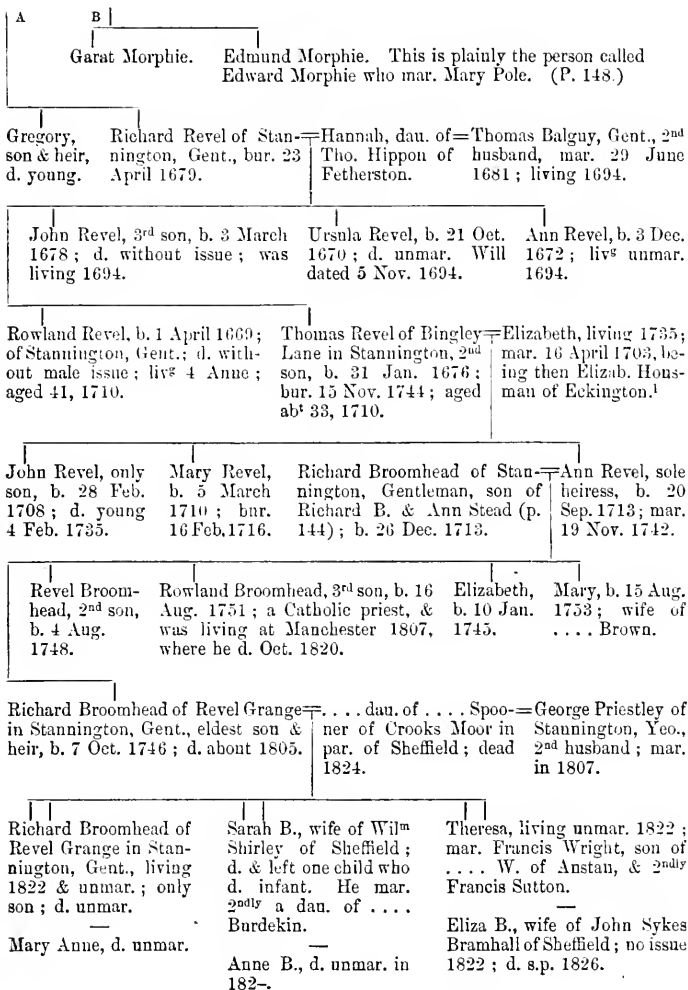 A B
Garat Morphie.
Edmund Morphie. This is plainly the person called
Edward Morphie who mar. Mary Pole. (P. 148.)
Gregory,
son & heir,
d. young.
Richard Revel of Stan-
nington, Gent., bur. 23
April 1679.
Hannah, dau. of
Tho. Hippon of
Fetherston.
Thomas Balguy, Gent., 2nd
husband, mar. 29 June
1681; living 1694.
John Revel, 3rd son, b. 3 March
1678; d. without issue; was
living 1694.
Ursula Revel, b. 21 Oct.
1670; d. unmar. Will
dated 5 Nov. 1694.
Ann Revel, b. 3 Dec.
1672; livg unmar.
1694.
Rowland Revel, b. 1 April 1669;
of Stannington, Gent.; d. with-
out male issue; livg 4 Anne;
aged 41, 1710.
Thomas Revel of Bingley
Lane in Stannington, 2nd
son, b. 31 Jan. 1676;
bur. 15 Nov. 1744; aged
abt 33, 1710.
Elizabeth, living 1735;
mar. 16 April 1703, be-
ing then Elizab. Hous-
man of Eckington.1
John Revel, only
son, b. 28 Feb.
1708; d. young
4 Feb. 1735.
Mary Revel,
b. 5 March
1710; bur.
16 Feb. 1716.
Richard Broomhead of Stan-
nington, Gentleman, son of
Richard B. & Ann Stead (p.
144); b. 26 Dec. 1713.
Ann Revel, sole
heiress, b. 20
Sep. 1713; mar.
19 Nov. 1742.
Revel Broom-
head, 2nd son,
b. 4 Aug.
1748.
Rowland Broomhead, 3rd son, b. 16
Aug. 1751; a Catholic priest, &
was living at Manchester 1807,
where he d. Oct. 1820.
Elizabeth,
b. 10 Jan.
1745.
Mary, b. 15 Aug.
1753; wife of
. . . . Brown.
Richard Broomhead of Revel Grange
in Stannington, Gent., eldest son &
heir, b. 7 Oct. 1746; d. about 1805.
. . . . dau. of . . . . Spoo-
ner of Crooks Moor in
par. of Sheffield; dead
1824.
George Priestley of
Stannington, Yeo.,
2nd husband; mar.
in 1807.
Richard Broomhead of
Revel Grange in Stan-
nington, Gent., living
1822 & unmar.; only
son; d. unmar.
—
Mary Anne, d. unmar.
Sarah B., wife of Wilm
Shirley of Sheffield;
d. & left one child who
d. infant. He mar.
2ndly a dau. of . . . .
Burdekin.
—
Anne B., d. unmar. in
182–.
Theresa, living unmar. 1822;
mar. Francis Wright, son of
. . . . W. of Anstan, & 2ndly
Francis Sutton.
—
Eliza B., wife of John Sykes
Bramhall of Sheffield; no issue
1822; d. s.p. 1826.